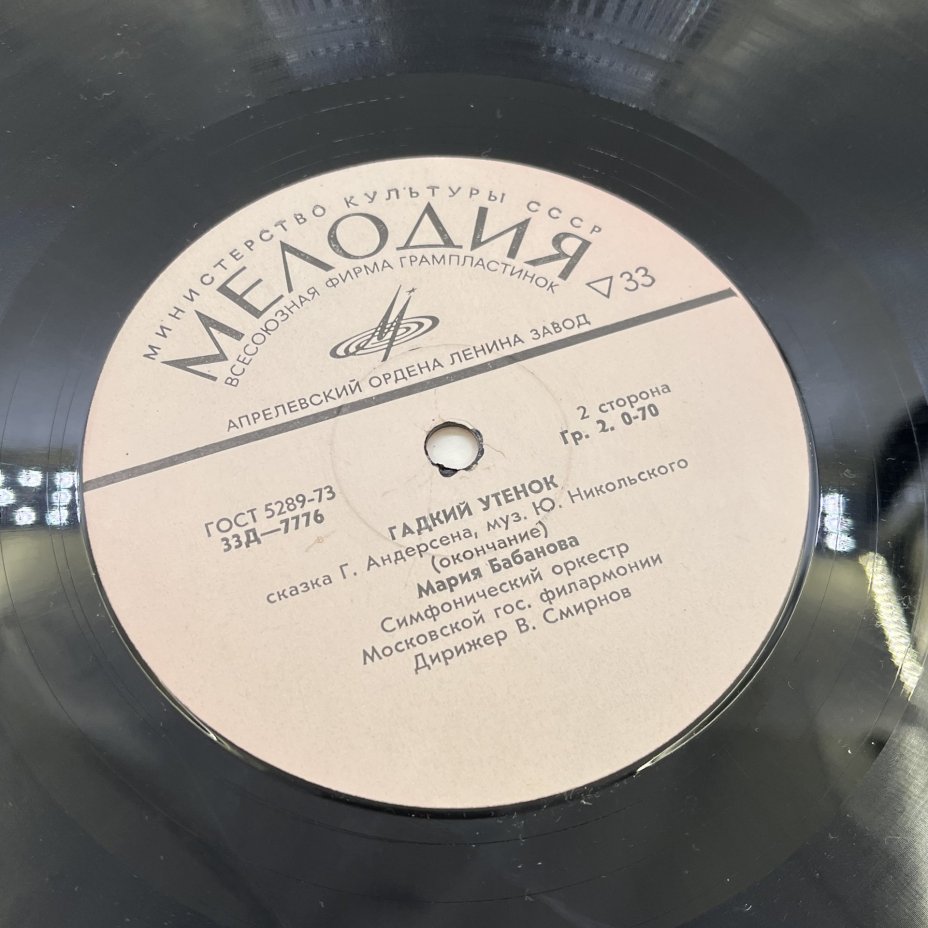 МИНИСТЕРСТВО КУЛЬТУРЫ СССР
МЕЛОДИЯ
ВСЕСОЮЗНАЯ ФИРМА ГРАМПЛАСТИНОК
33
АПРЕЛЕВСКИЙ ОРДЕНА ЛЕНИНА ЗАВОД
2 сторона
Гр. 2. 0-70
ГОСТ 5289-73
33Д—7776
ГАДКИЙ УТЕНОК
сказка Г. Андерсена, муз. Ю. Никольского
(окончание)
Мария Бабанова
Симфонический оркестр
Московской гос. филармонии
Дирижер В. Смирнов